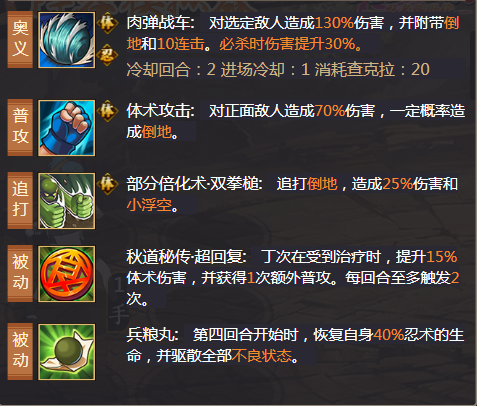 奥义
体
忍
肉弹战车： 对选定敌人造成130%伤害，并附带倒
地和10连击。必杀时伤害提升30%。
冷却回合：2 进场冷却：1 消耗查克拉：20
普攻
体
体术攻击： 对正面敌人造成70%伤害，一定概率造
成倒地。
追打
体
部分倍化术·双拳槌： 追打倒地，造成25%伤害和
小浮空。
被动
秋道秘传·超回复： 丁次在受到治疗时，提升15%
体术伤害，并获得1次额外普攻。每回合至多触发2
次。
被动
兵粮丸： 第四回合开始时，恢复自身40%忍术的生
命，并驱散全部不良状态。